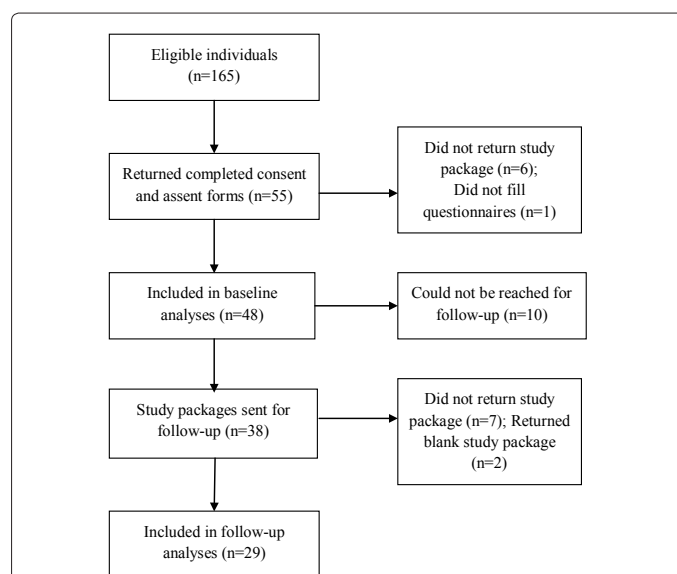 Eligible individuals
(n=165)
Returned completed consent
and assent forms (n=55)
Did not return study
package (n=6);
Did not fill
questionnaires (n=1)
Included in baseline
analyses (n=48)
Could not be reached for
follow-up (n=10)
Study packages sent for
follow-up (n=38)
Did not return study
package (n=7); Returned
blank study package
(n=2)
Included in follow-up
analyses (n=29)